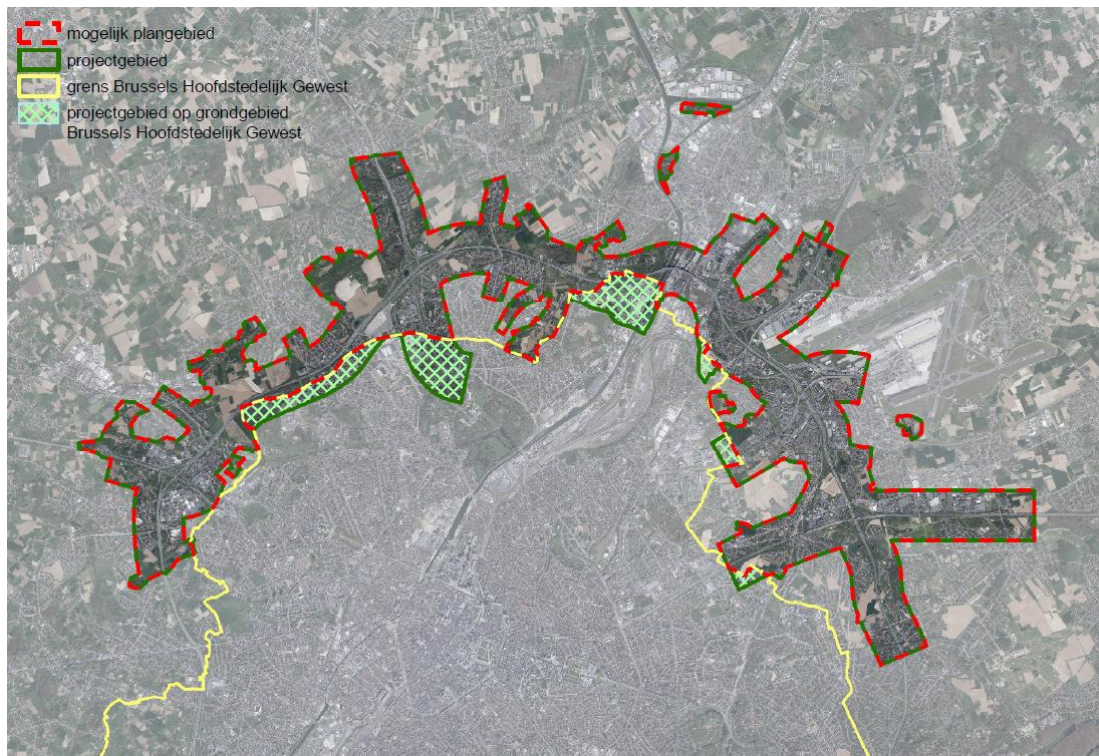 mogelijk plangebied
projectgebied
grens Brussels Hoofdstedelijk Gewest
projectgebied op grondgebied
Brussels Hoofdstedelijk Gewest